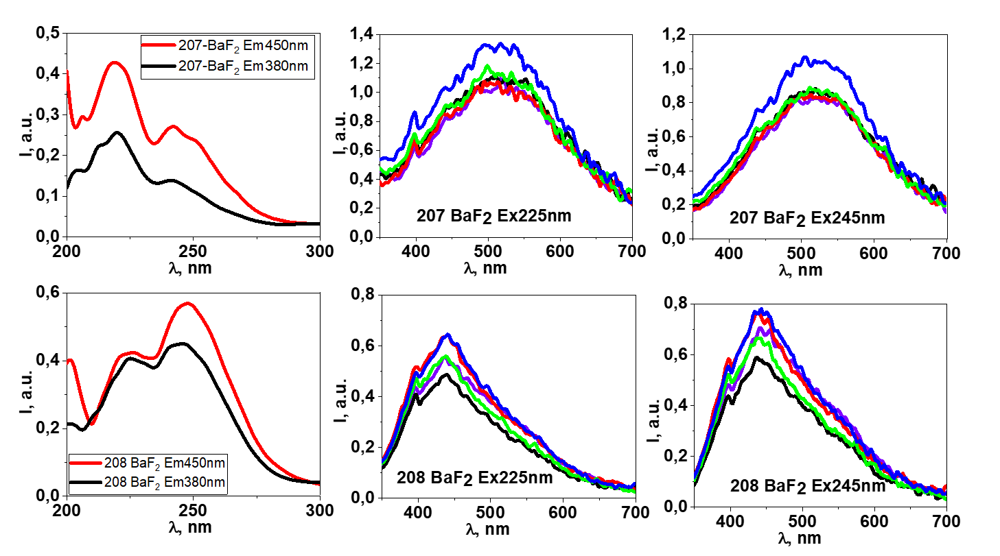 0,5
0,4
0,3
0,2
0,1
0,0
I, a.u.
207-BaF2 Em450nm
207-BaF2 Em380nm
200
250
300
λ, nm
1,4
1,2
1,0
0,8
0,6
0,4
0,2
0,0
I, a.u.
207 BaF2 Ex225nm
400
500
600
700
λ, nm
1,2
1,0
0,8
0,6
0,4
0,2
0,0
I, a.u.
207 BaF2 Ex245nm
400
500
600
700
λ, nm
0,6
0,4
0,2
0,0
I, a.u.
208 BaF2 Em450nm
208 BaF2 Em380nm
200
250
300
λ, nm
0,8
0,6
0,4
0,2
0,0
I, a.u.
208 BaF2 Ex225nm
400
500
600
700
λ, nm
0,8
0,6
0,4
0,2
0,0
I, a.u.
208 BaF2 Ex245nm
400
500
600
700
λ, nm